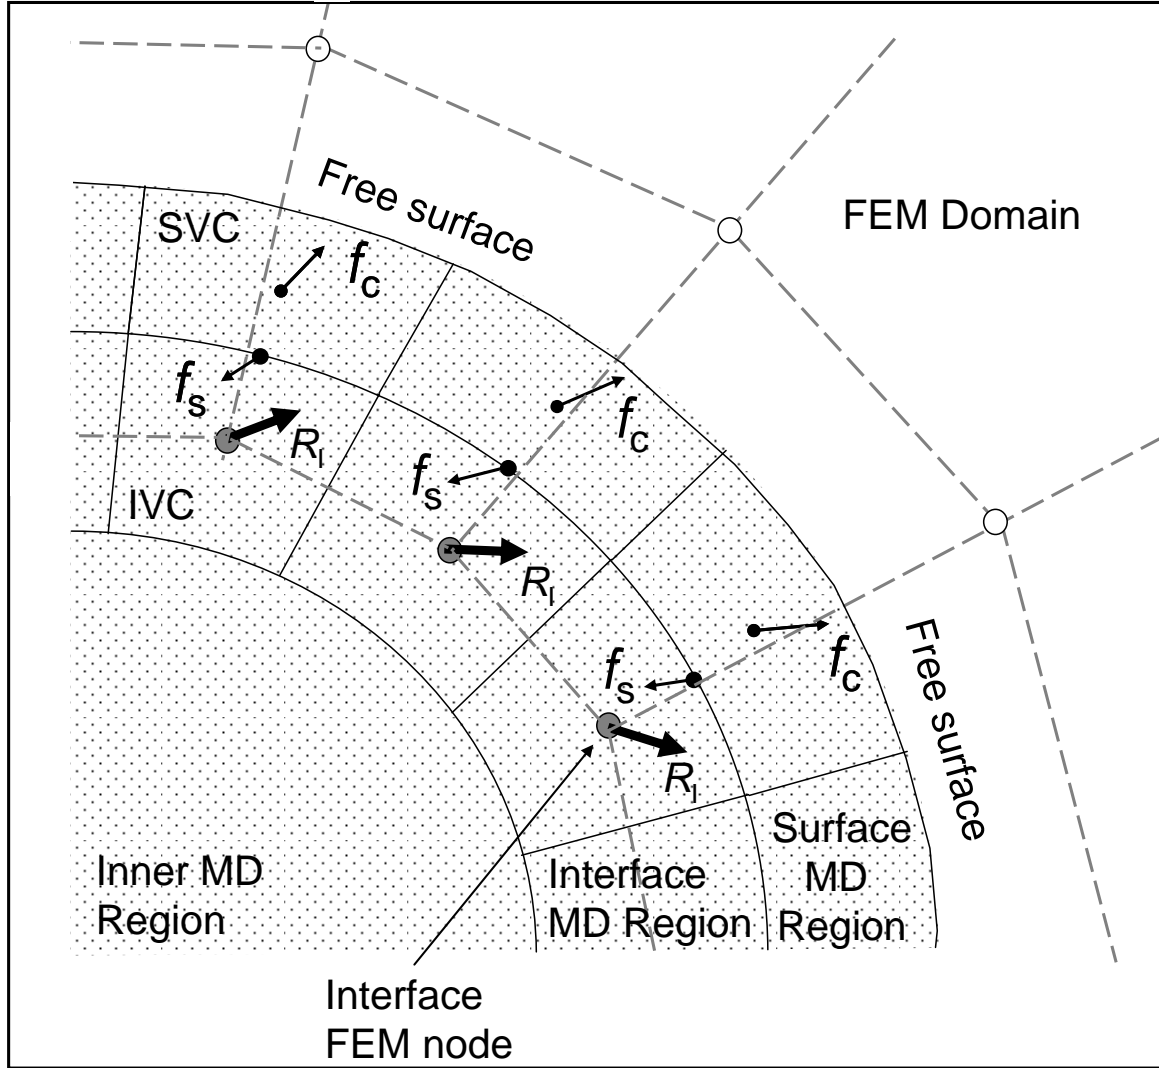 Free surface
FEM Domain
SVC
f_c
f_s
R_I
IVC
f_c
f_s
R_I
Free surface
f_c
f_s
R_I
Inner MD
Region
Interface
MD Region
Surface
MD
Region
Interface
FEM node